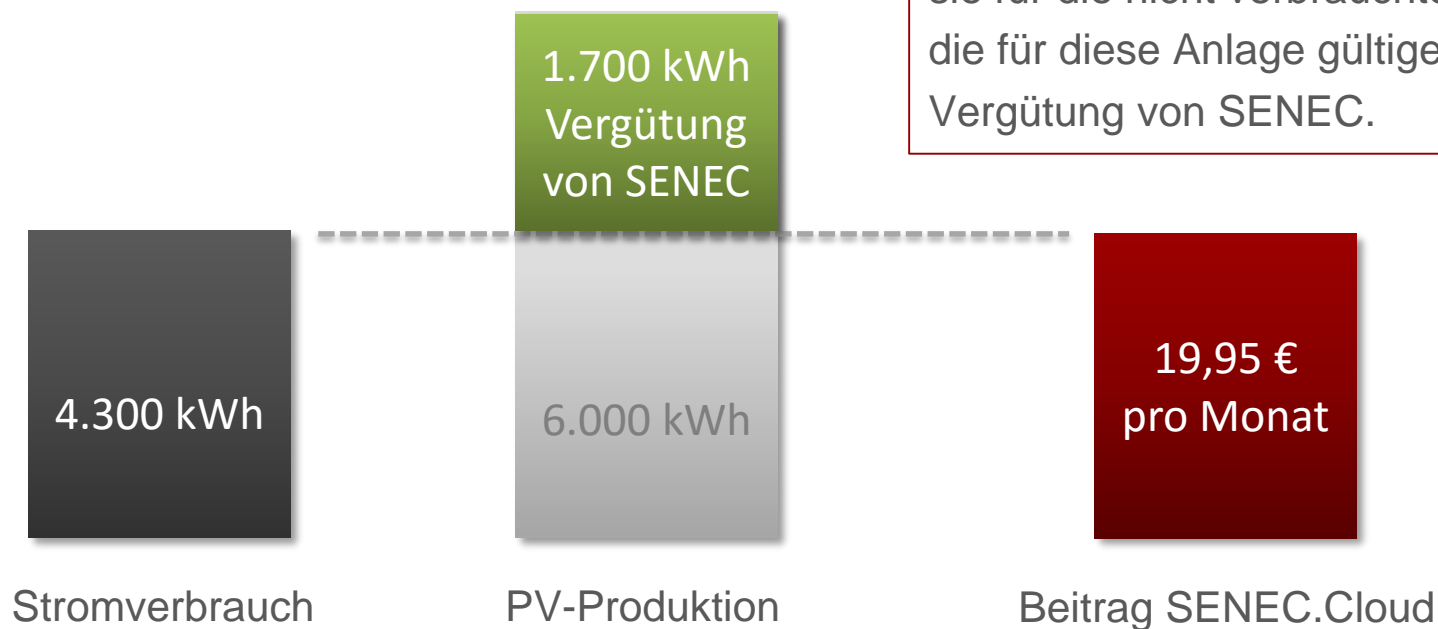 die für diese Anlage gültige
Vergütung von SENEC.
1.700 kWh
Vergütung
von SENEC
4.300 kWh
6.000 kWh
19,95 €
pro Monat
Stromverbrauch
PV-Produktion
Beitrag SENEC.Cloud